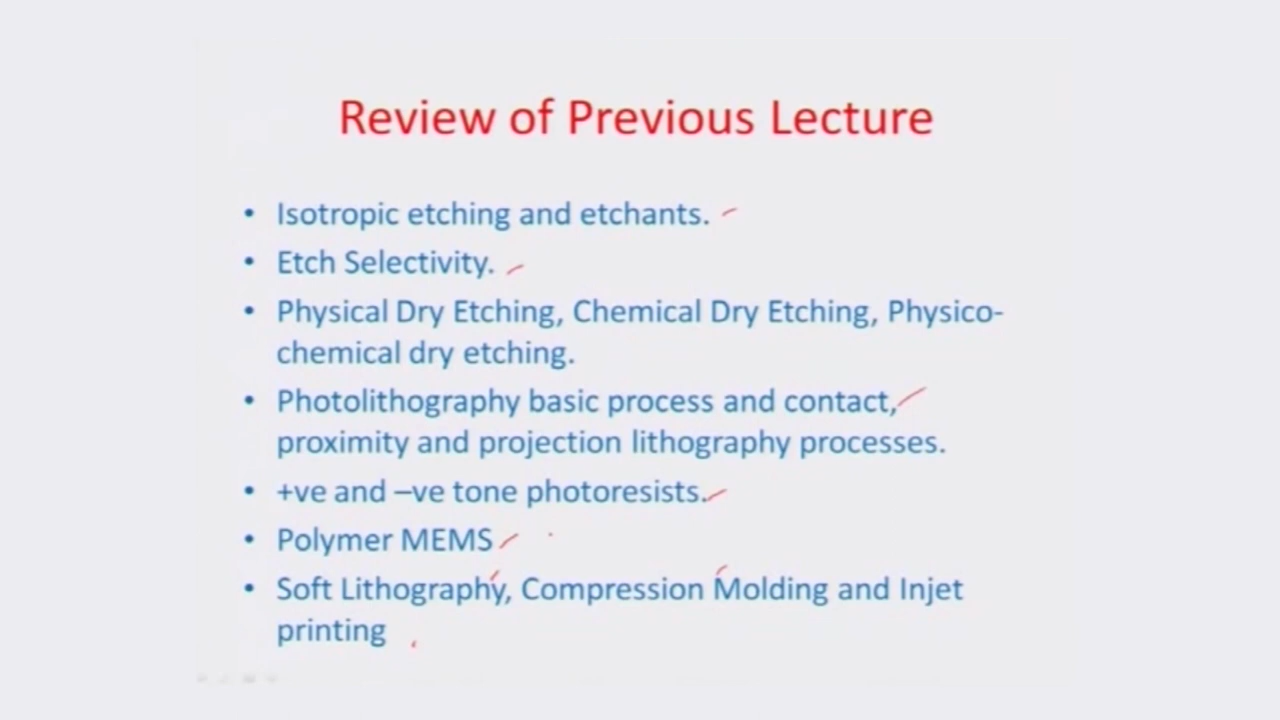 Review of Previous Lecture
• Isotropic etching and etchants.
• Etch Selectivity.
• Physical Dry Etching, Chemical Dry Etching, Physico-
chemical dry etching.
• Photolithography basic process and contact,
proximity and projection lithography processes.
• +ve and –ve tone photoresists.
• Polymer MEMS
• Soft Lithography, Compression Molding and Injet
printing